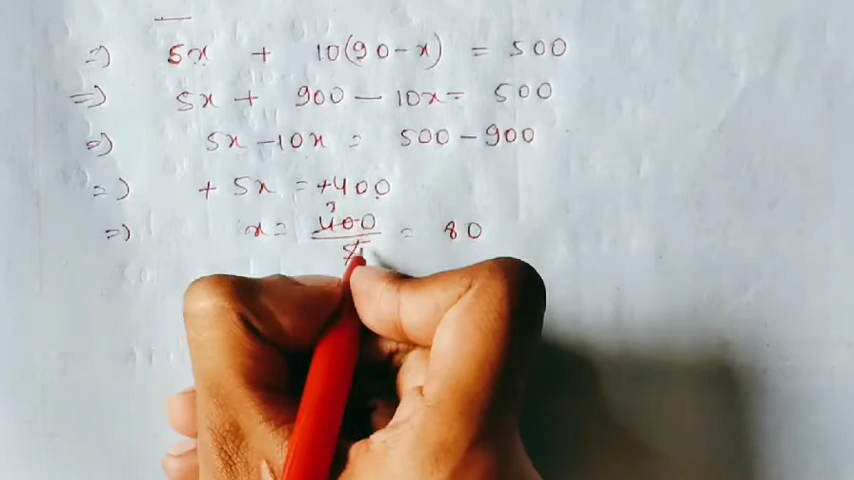 => 5x + 10(90-x) = 500
=> 5x + 900 - 10x = 500
=> 5x - 10x = 500 - 900
=> + 5x = +400
=> x = 400/5 = 80